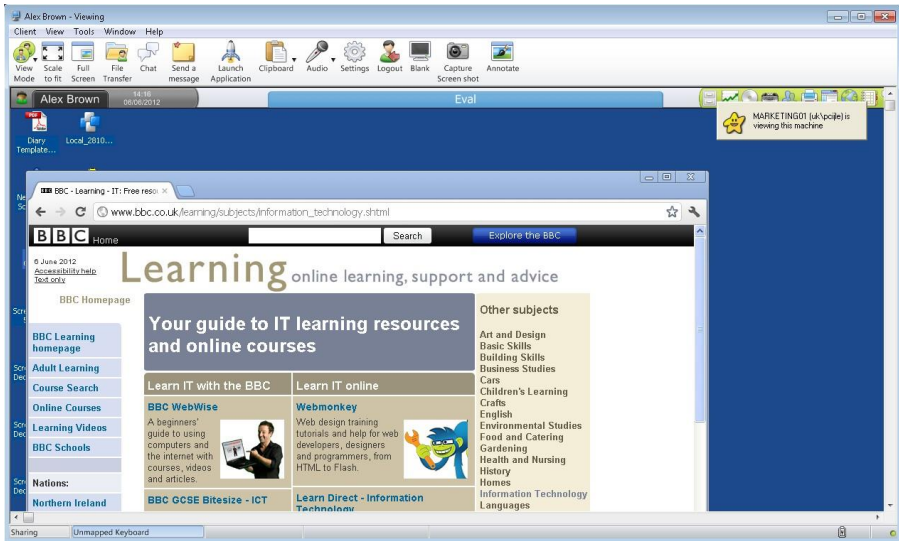 Alex Brown - Viewing
Client View Tools Window Help
View Mode
Scale to fit
Full Screen
File Transfer
Chat
Send a message
Launch Application
Clipboard
Audio
Settings
Logout
Blank
Capture Screen shot
Annotate
Alex Brown
14:16
06/06/2012
Eval
MARKETING01 (uk\pcijle) is
viewing this machine
PDF
Diary
Template...
Local_2810...
BBC - Learning - IT: Free reso
www.bbc.co.uk/learning/subjects/information_technology.shtml
BBC Home
Search
Explore the BBC
6 June 2012
Accessibility help
Text only
Learning online learning, support and advice
BBC Homepage
BBC Learning
homepage
Adult Learning
Course Search
Online Courses
Learning Videos
BBC Schools
Nations:
Northern Ireland
Your guide to IT learning resources
and online courses
Learn IT with the BBC
BBC WebWise
A beginners'
guide to using
computers and
the internet with
courses, videos
and articles.
BBC GCSE Bitesize - ICT
Learn IT online
Webmonkey
Web design training
tutorials and help for web
developers, designers
and programmers, from
HTML to Flash.
Learn Direct - Information
Technology
Other subjects
Art and Design
Basic Skills
Building Skills
Business Studies
Cars
Children's Learning
Crafts
English
Environmental Studies
Food and Catering
Gardening
Health and Nursing
History
Homes
Information Technology
Languages
Sharing
Unmapped Keyboard